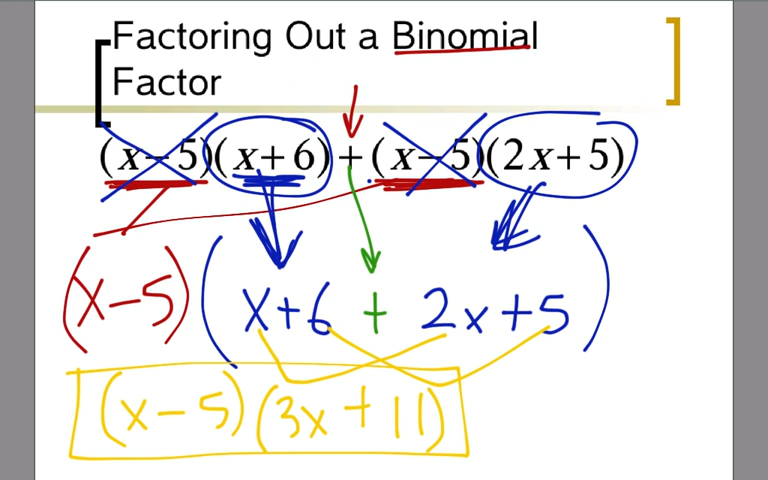 Factoring Out a Binomial
Factor
(x-5)(x+6)+(x-5)(2x+5)
(x-5)(x+6+2x+5)
(x-5)(3x+11)